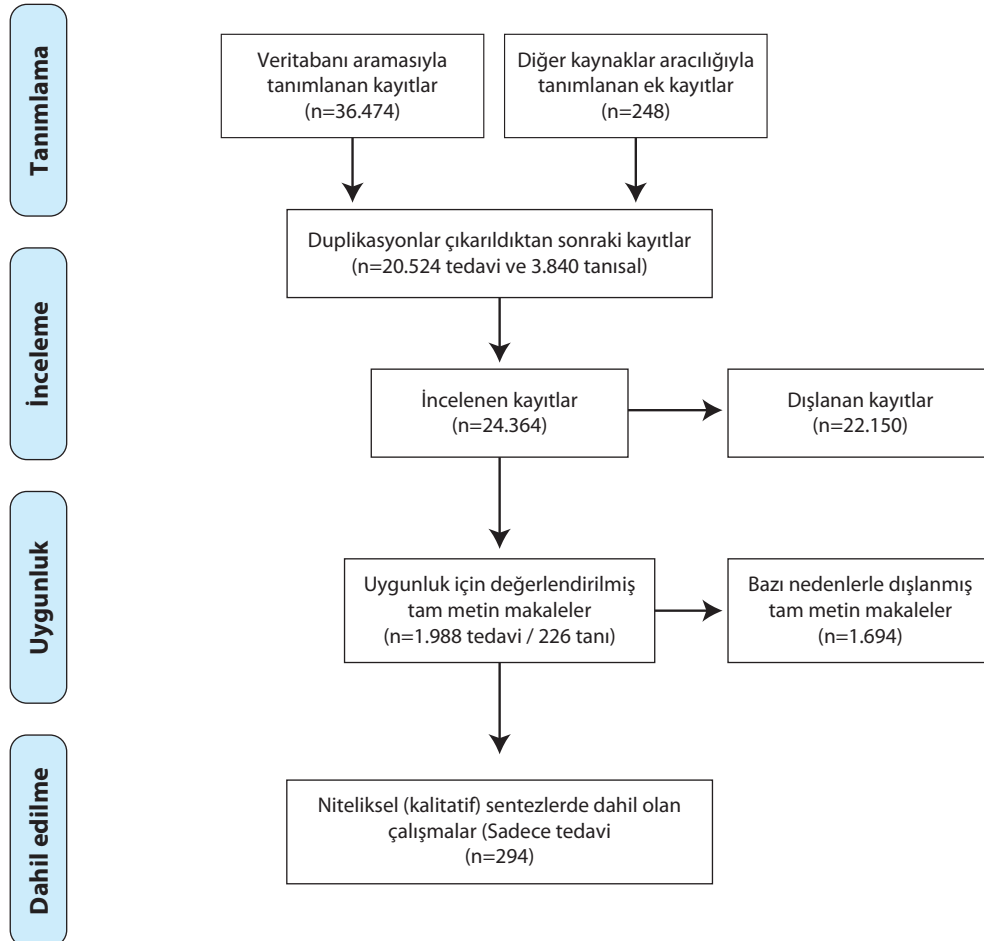 Tanımlama
Veritabanı aramasıyla
tanımlanan kayıtlar
(n=36.474)
Diğer kaynaklar aracılığıyla
tanımlanan ek kayıtlar
(n=248)
Duplikasyonlar çıkarıldıktan sonraki kayıtlar
(n=20.524 tedavi ve 3.840 tanısal)
İnceleme
İncelenen kayıtlar
(n=24.364)
Dışlanan kayıtlar
(n=22.150)
Uygunluk
Uygunluk için değerlendirilmiş
tam metin makaleler
(n=1.988 tedavi / 226 tanı)
Bazı nedenlerle dışlanmış
tam metin makaleler
(n=1.694)
Dahil edilme
Niteliksel (kalitatif) sentezlerde dahil olan
çalışmalar (Sadece tedavi
(n=294)